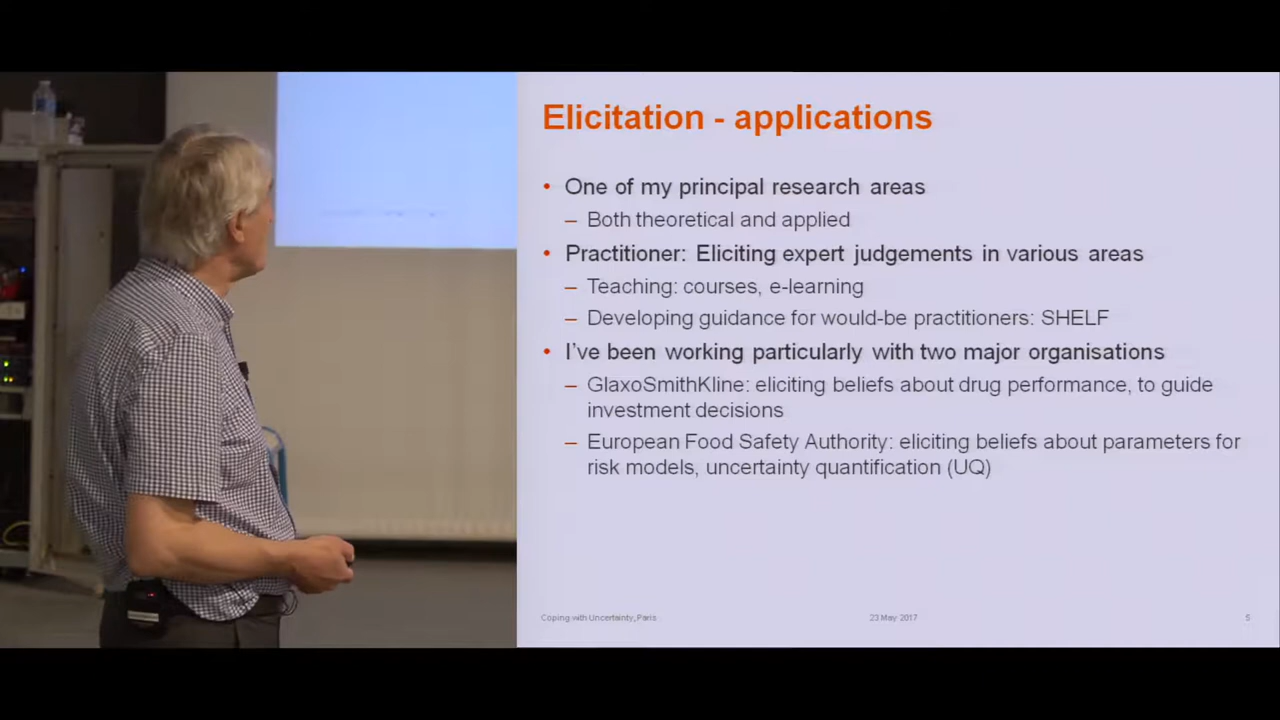 Elicitation - applications
• One of my principal research areas
– Both theoretical and applied
• Practitioner: Eliciting expert judgements in various areas
– Teaching: courses, e-learning
– Developing guidance for would-be practitioners: SHELF
• I've been working particularly with two major organisations
– GlaxoSmithKline: eliciting beliefs about drug performance, to guide
investment decisions
– European Food Safety Authority: eliciting beliefs about parameters for
risk models, uncertainty quantification (UQ)
Coping with Uncertainty, Paris
23 May 2017
5